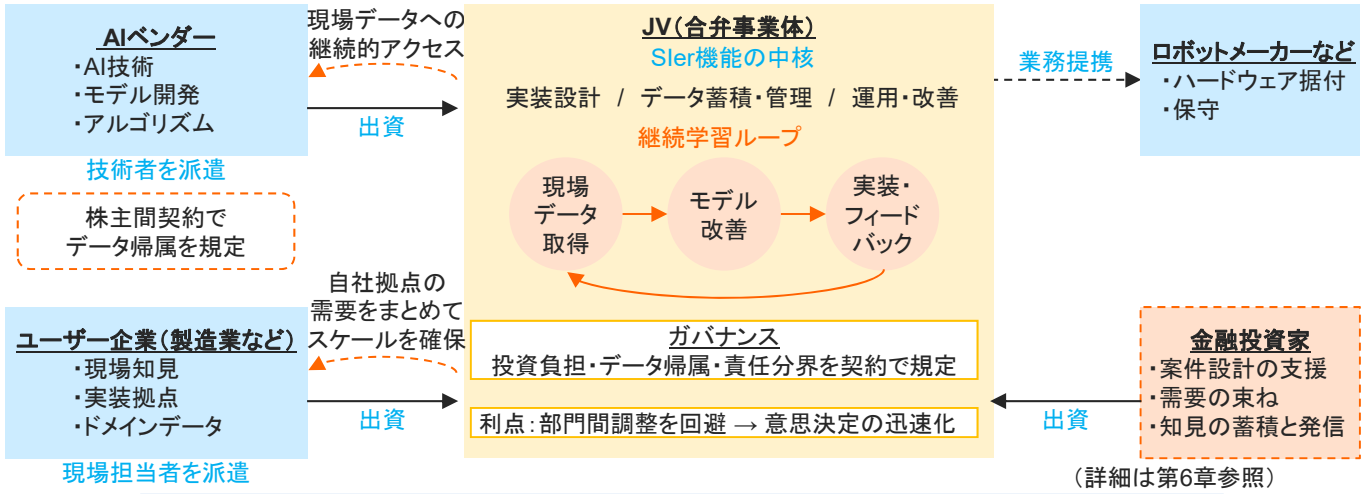 AIベンダー
・AI技術
・モデル開発
・アルゴリズム
技術者を派遣
株主間契約で
データ帰属を規定
ユーザー企業（製造業など）
・現場知見
・実装拠点
・ドメインデータ
現場担当者を派遣
現場データへの
継続的アクセス
出資
自社拠点の
需要をまとめて
スケールを確保
出資
JV（合弁事業体）
SIer機能の中核
実装設計 / データ蓄積・管理 / 運用・改善
継続学習ループ
現場
データ
取得
モデル
改善
実装・
フィード
バック
ガバナンス
投資負担・データ帰属・責任分界を契約で規定
利点：部門間調整を回避 → 意思決定の迅速化
業務提携
ロボットメーカーなど
・ハードウェア据付
・保守
出資
金融投資家
・案件設計の支援
・需要の束ね
・知見の蓄積と発信
（詳細は第6章参照）